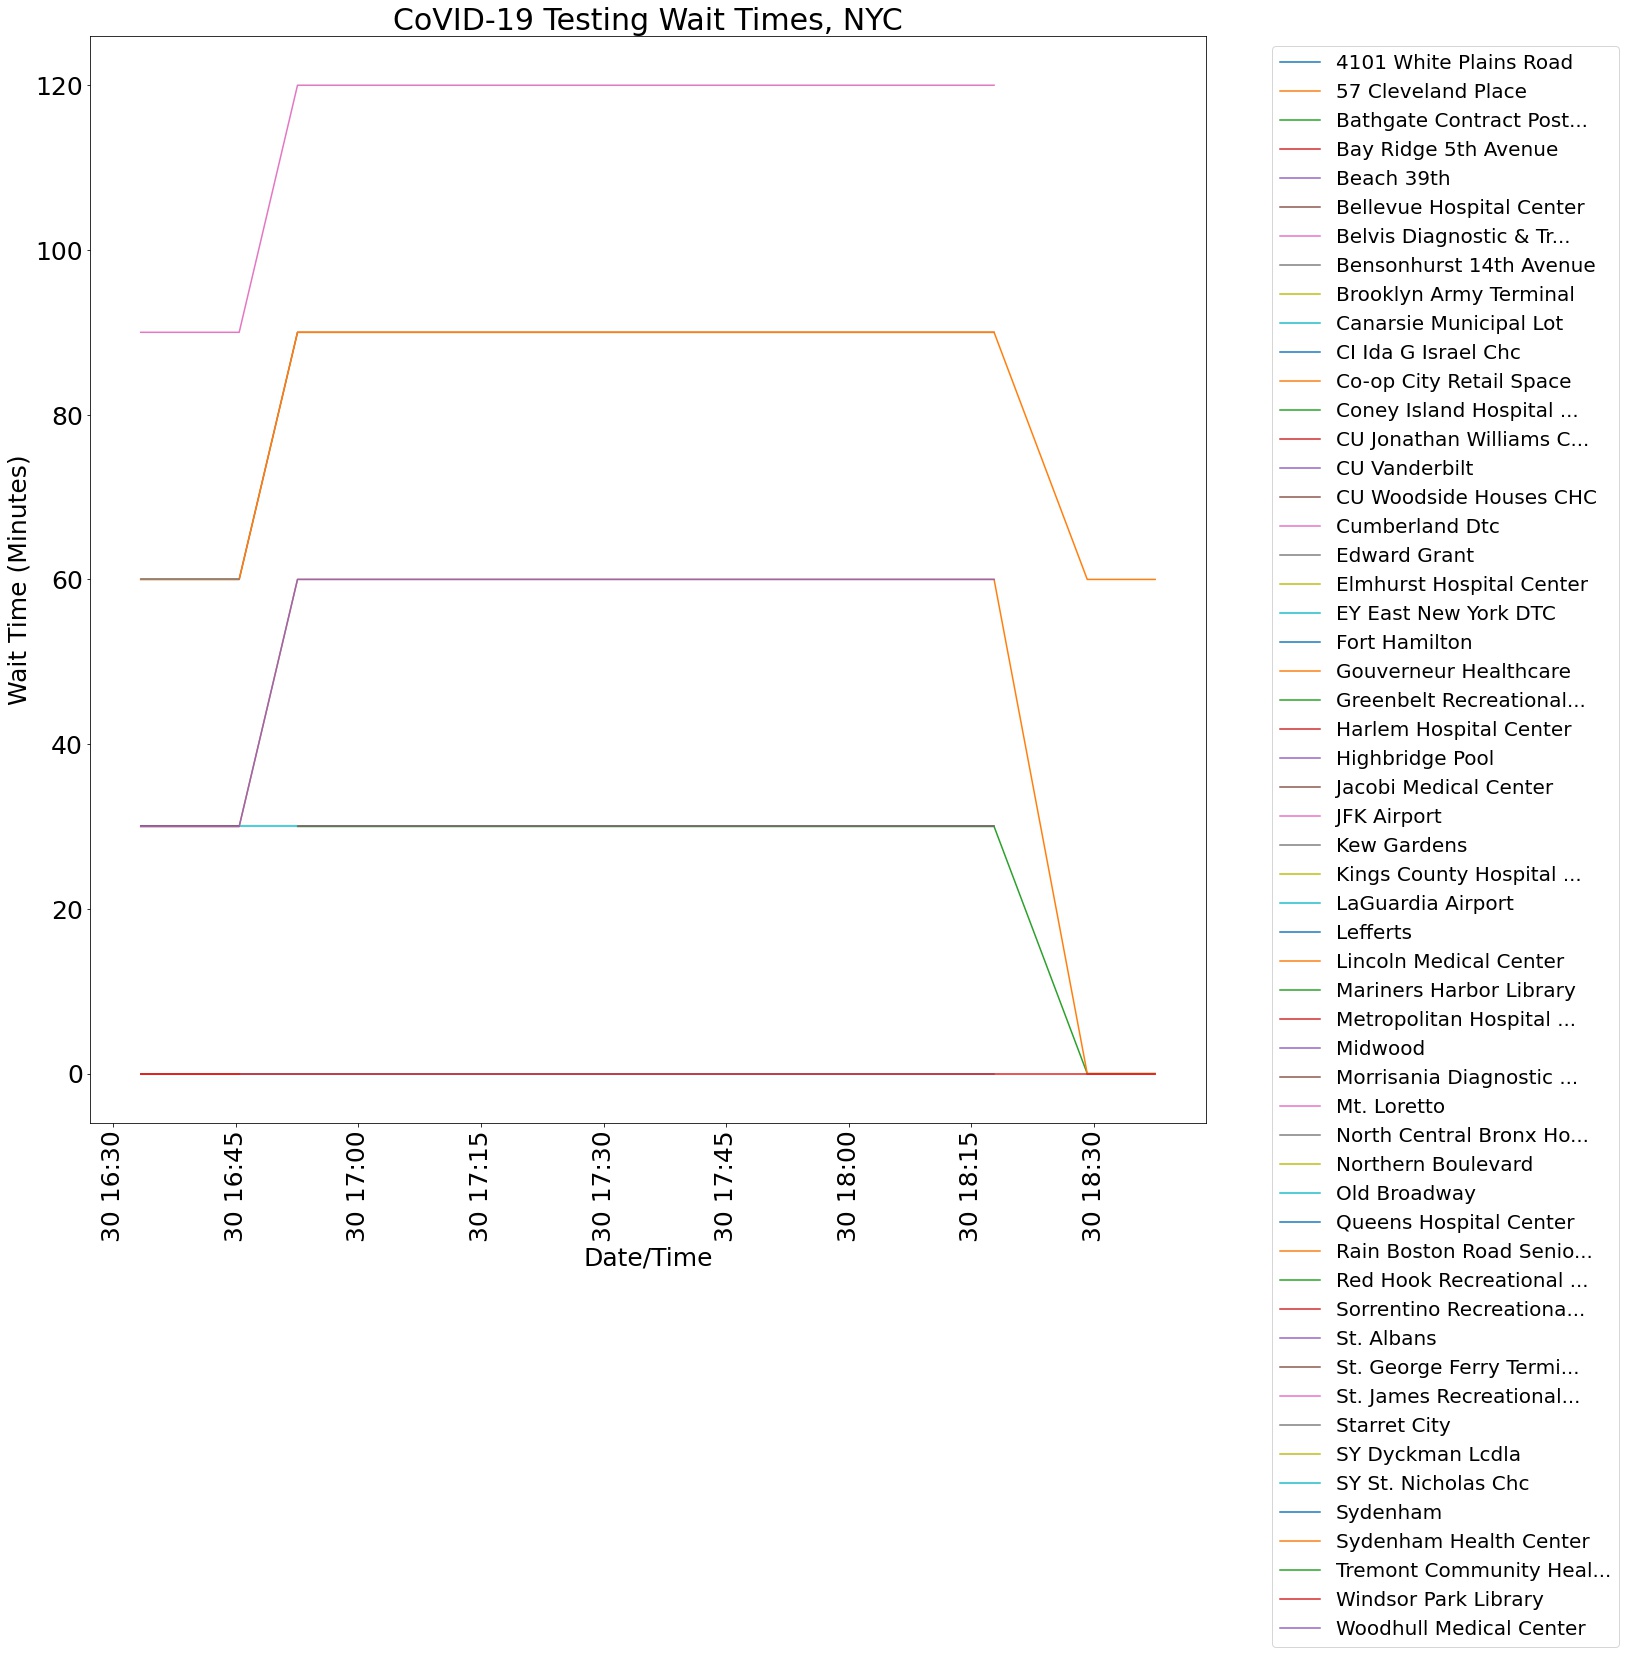 CoVID-19 Testing Wait Times, NYC
Wait Time (Minutes)
120
100
80
60
40
20
0
30 16:30
30 16:45
30 17:00
30 17:15
30 17:30
30 17:45
30 18:00
30 18:15
30 18:30
Date/Time
4101 White Plains Road
57 Cleveland Place
Bathgate Contract Post...
Bay Ridge 5th Avenue
Beach 39th
Bellevue Hospital Center
Belvis Diagnostic & Tr...
Bensonhurst 14th Avenue
Brooklyn Army Terminal
Canarsie Municipal Lot
CI Ida G Israel Chc
Co-op City Retail Space
Coney Island Hospital ...
CU Jonathan Williams C...
CU Vanderbilt
CU Woodside Houses CHC
Cumberland Dtc
Edward Grant
Elmhurst Hospital Center
EY East New York DTC
Fort Hamilton
Gouverneur Healthcare
Greenbelt Recreational...
Harlem Hospital Center
Highbridge Pool
Jacobi Medical Center
JFK Airport
Kew Gardens
Kings County Hospital ...
LaGuardia Airport
Lefferts
Lincoln Medical Center
Mariners Harbor Library
Metropolitan Hospital ...
Midwood
Morrisania Diagnostic ...
Mt. Loretto
North Central Bronx Ho...
Northern Boulevard
Old Broadway
Queens Hospital Center
Rain Boston Road Senio...
Red Hook Recreational ...
Sorrentino Recreationa...
St. Albans
St. George Ferry Termi...
St. James Recreational...
Starret City
SY Dyckman Lcdla
SY St. Nicholas Chc
Sydenham
Sydenham Health Center
Tremont Community Heal...
Windsor Park Library
Woodhull Medical Center